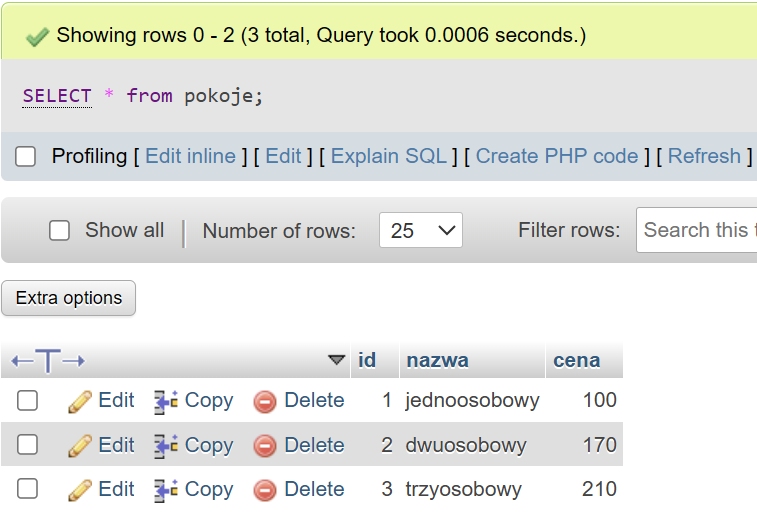 Showing rows 0 - 2 (3 total, Query took 0.0006 seconds.)
SELECT * from pokoje;
Profiling [ Edit inline ] [ Edit ] [ Explain SQL ] [ Create PHP code ] [ Refresh ]
Show all | Number of rows: 25 Filter rows: Search this t
Extra options
←T→ id nazwa cena
Edit Copy Delete 1 jednoosobowy 100
Edit Copy Delete 2 dwuosobowy 170
Edit Copy Delete 3 trzyosobowy 210